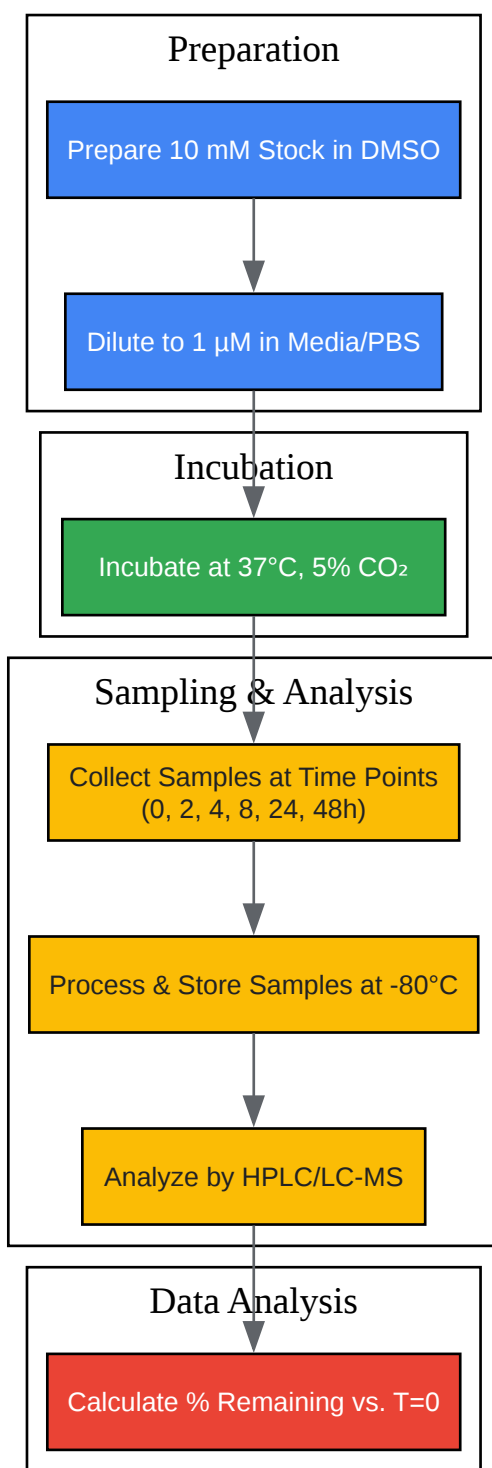 Preparation
Prepare 10 mM Stock in DMSO
Dilute to 1 µM in Media/PBS
Incubation
Incubate at 37°C, 5% CO₂
Sampling & Analysis
Collect Samples at Time Points
(0, 2, 4, 8, 24, 48h)
Process & Store Samples at -80°C
Analyze by HPLC/LC-MS
Data Analysis
Calculate % Remaining vs. T=0